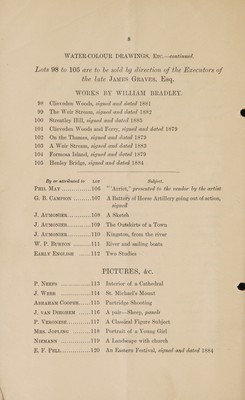 9
WATER-COLOUR DRAWINGS, Etc.—continued.
Lots 98 to 105 are to be sold by direction of the Executors of
the late James Graves, Esq.
WORKS BY WILLIAM BRADLEY.
98 Cliveden Woods, signed and dated 1881
99 The Weir Stream, signed and dated 1882
100 Streatley Hill, signed and dated 1885
101 Clieveden Woods and Ferry, signed and dated 1879
102 On the Thames, signed and dated 1879
103 A Weir Stream, signed and dated 1883
104 Formosa Island, signed and dated 1879
105 Henley Bridge, signed and dated 1884
By or attributed to LOT Subject.
Phil May ............106 "'Arriet," presented to the vendor by the artist
G. B. Campion ........107 A Battery of Horse Artillery going out of action,
signed
J. Aumonier ..........108 A Sketch
J. Aumonier..........109 The Outskirts of a Town
J. Aumonier..........110 Kingston, from the river
W. P. Burton ........111 River and sailing boats
Early English ......112 Two Studies
PICTURES, &c.
P. Neefs ..............113 Interior of a Cathedral
J. Webb ..............114 St. Michael's Mount
Abraham Cooper......115 Partridge Shooting
J. van Ineghem ......116 A pair—Sheep, panels
P. Veronese..........117 A Classical Figure Subject
Mrs. Jopling ........118 Portrait of a Young Girl
Niemann ..............119 A Landscape with church
E. F. Pell............120 An Eastern Festival, signed and dated 1884